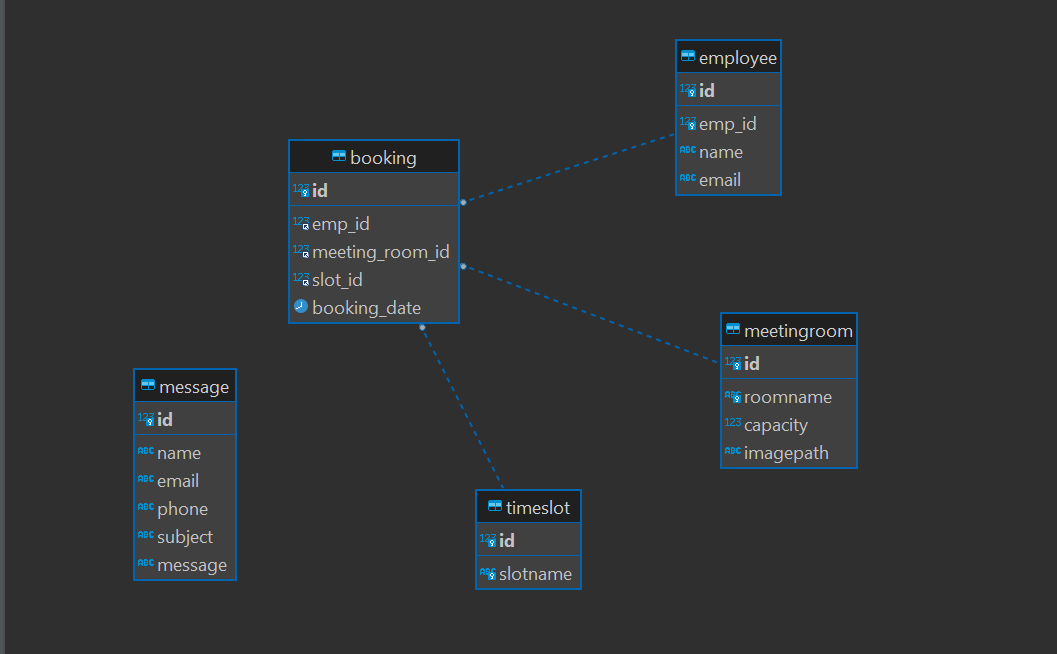 employee
123 id
123 emp_id
ABC name
ABC email
booking
123 id
123 emp_id
123 meeting_room_id
123 slot_id
booking_date
meetingroom
123 id
ABC roomname
123 capacity
ABC imagepath
message
123 id
ABC name
ABC email
ABC phone
ABC subject
ABC message
timeslot
123 id
ABC slotname